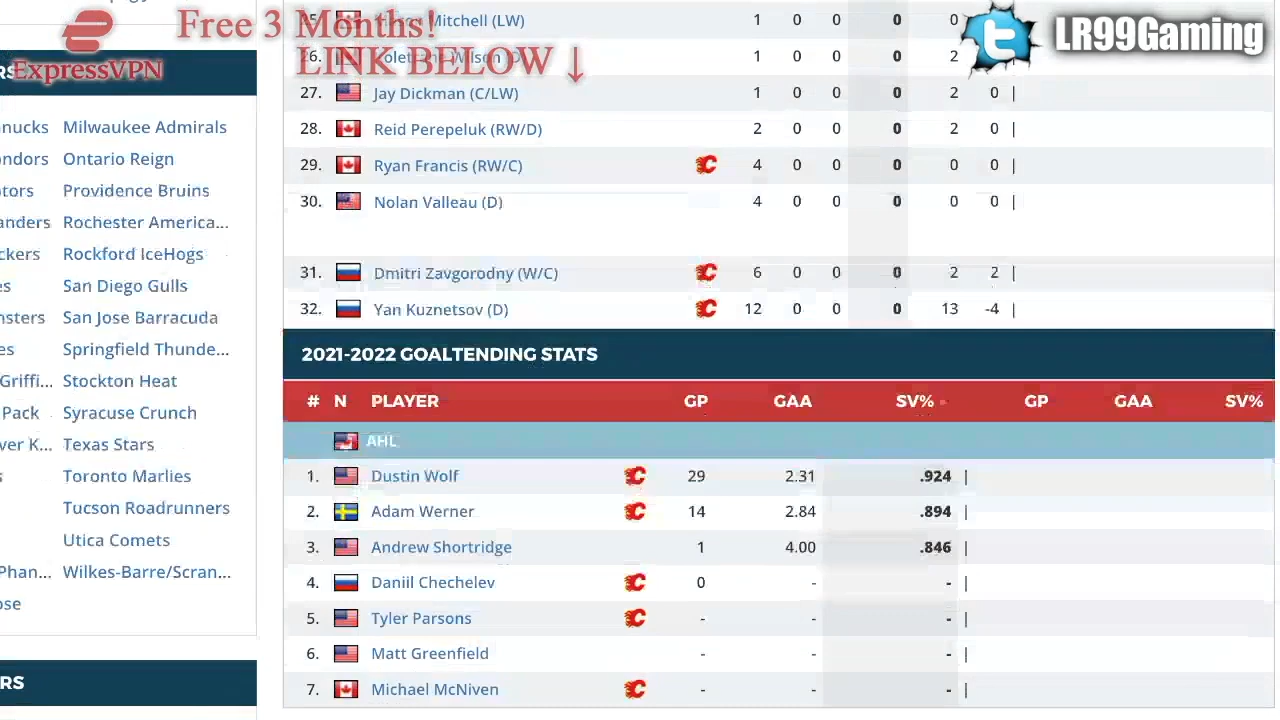 Free 3 Months!
LINK BELOW ↓
ExpressVPN
LR99Gaming
Mitchell (LW) 1 0 0 0 0
26. Wilson 2
27. Jay Dickman (C/LW) 1 0 0 0 2 0 |
28. Reid Perepeluk (RW/D) 2 0 0 0 2 0 |
29. Ryan Francis (RW/C) 4 0 0 0 0 0 |
30. Nolan Valleau (D) 4 0 0 0 0 0 |
31. Dmitri Zavgorodny (W/C) 6 0 0 0 2 2 |
32. Yan Kuznetsov (D) 12 0 0 0 13 -4 |
2021-2022 GOALTENDING STATS
# N PLAYER GP GAA SV% GP GAA SV%
AHL
1. Dustin Wolf 29 2.31 .924 |
2. Adam Werner 14 2.84 .894 |
3. Andrew Shortridge 1 4.00 .846 |
4. Daniil Chechelev 0 - - |
5. Tyler Parsons - - - |
6. Matt Greenfield - - - |
7. Michael McNiven - - - |
RS
nucks Milwaukee Admirals
ondors Ontario Reign
tors Providence Bruins
anders Rochester America...
ckers Rockford IceHogs
es San Diego Gulls
nsters San Jose Barracuda
es Springfield Thunde...
Griffi... Stockton Heat
Pack Syracuse Crunch
ver K... Texas Stars
s Toronto Marlies
Tucson Roadrunners
Utica Comets
Phan... Wilkes-Barre/Scran...
ose
RS